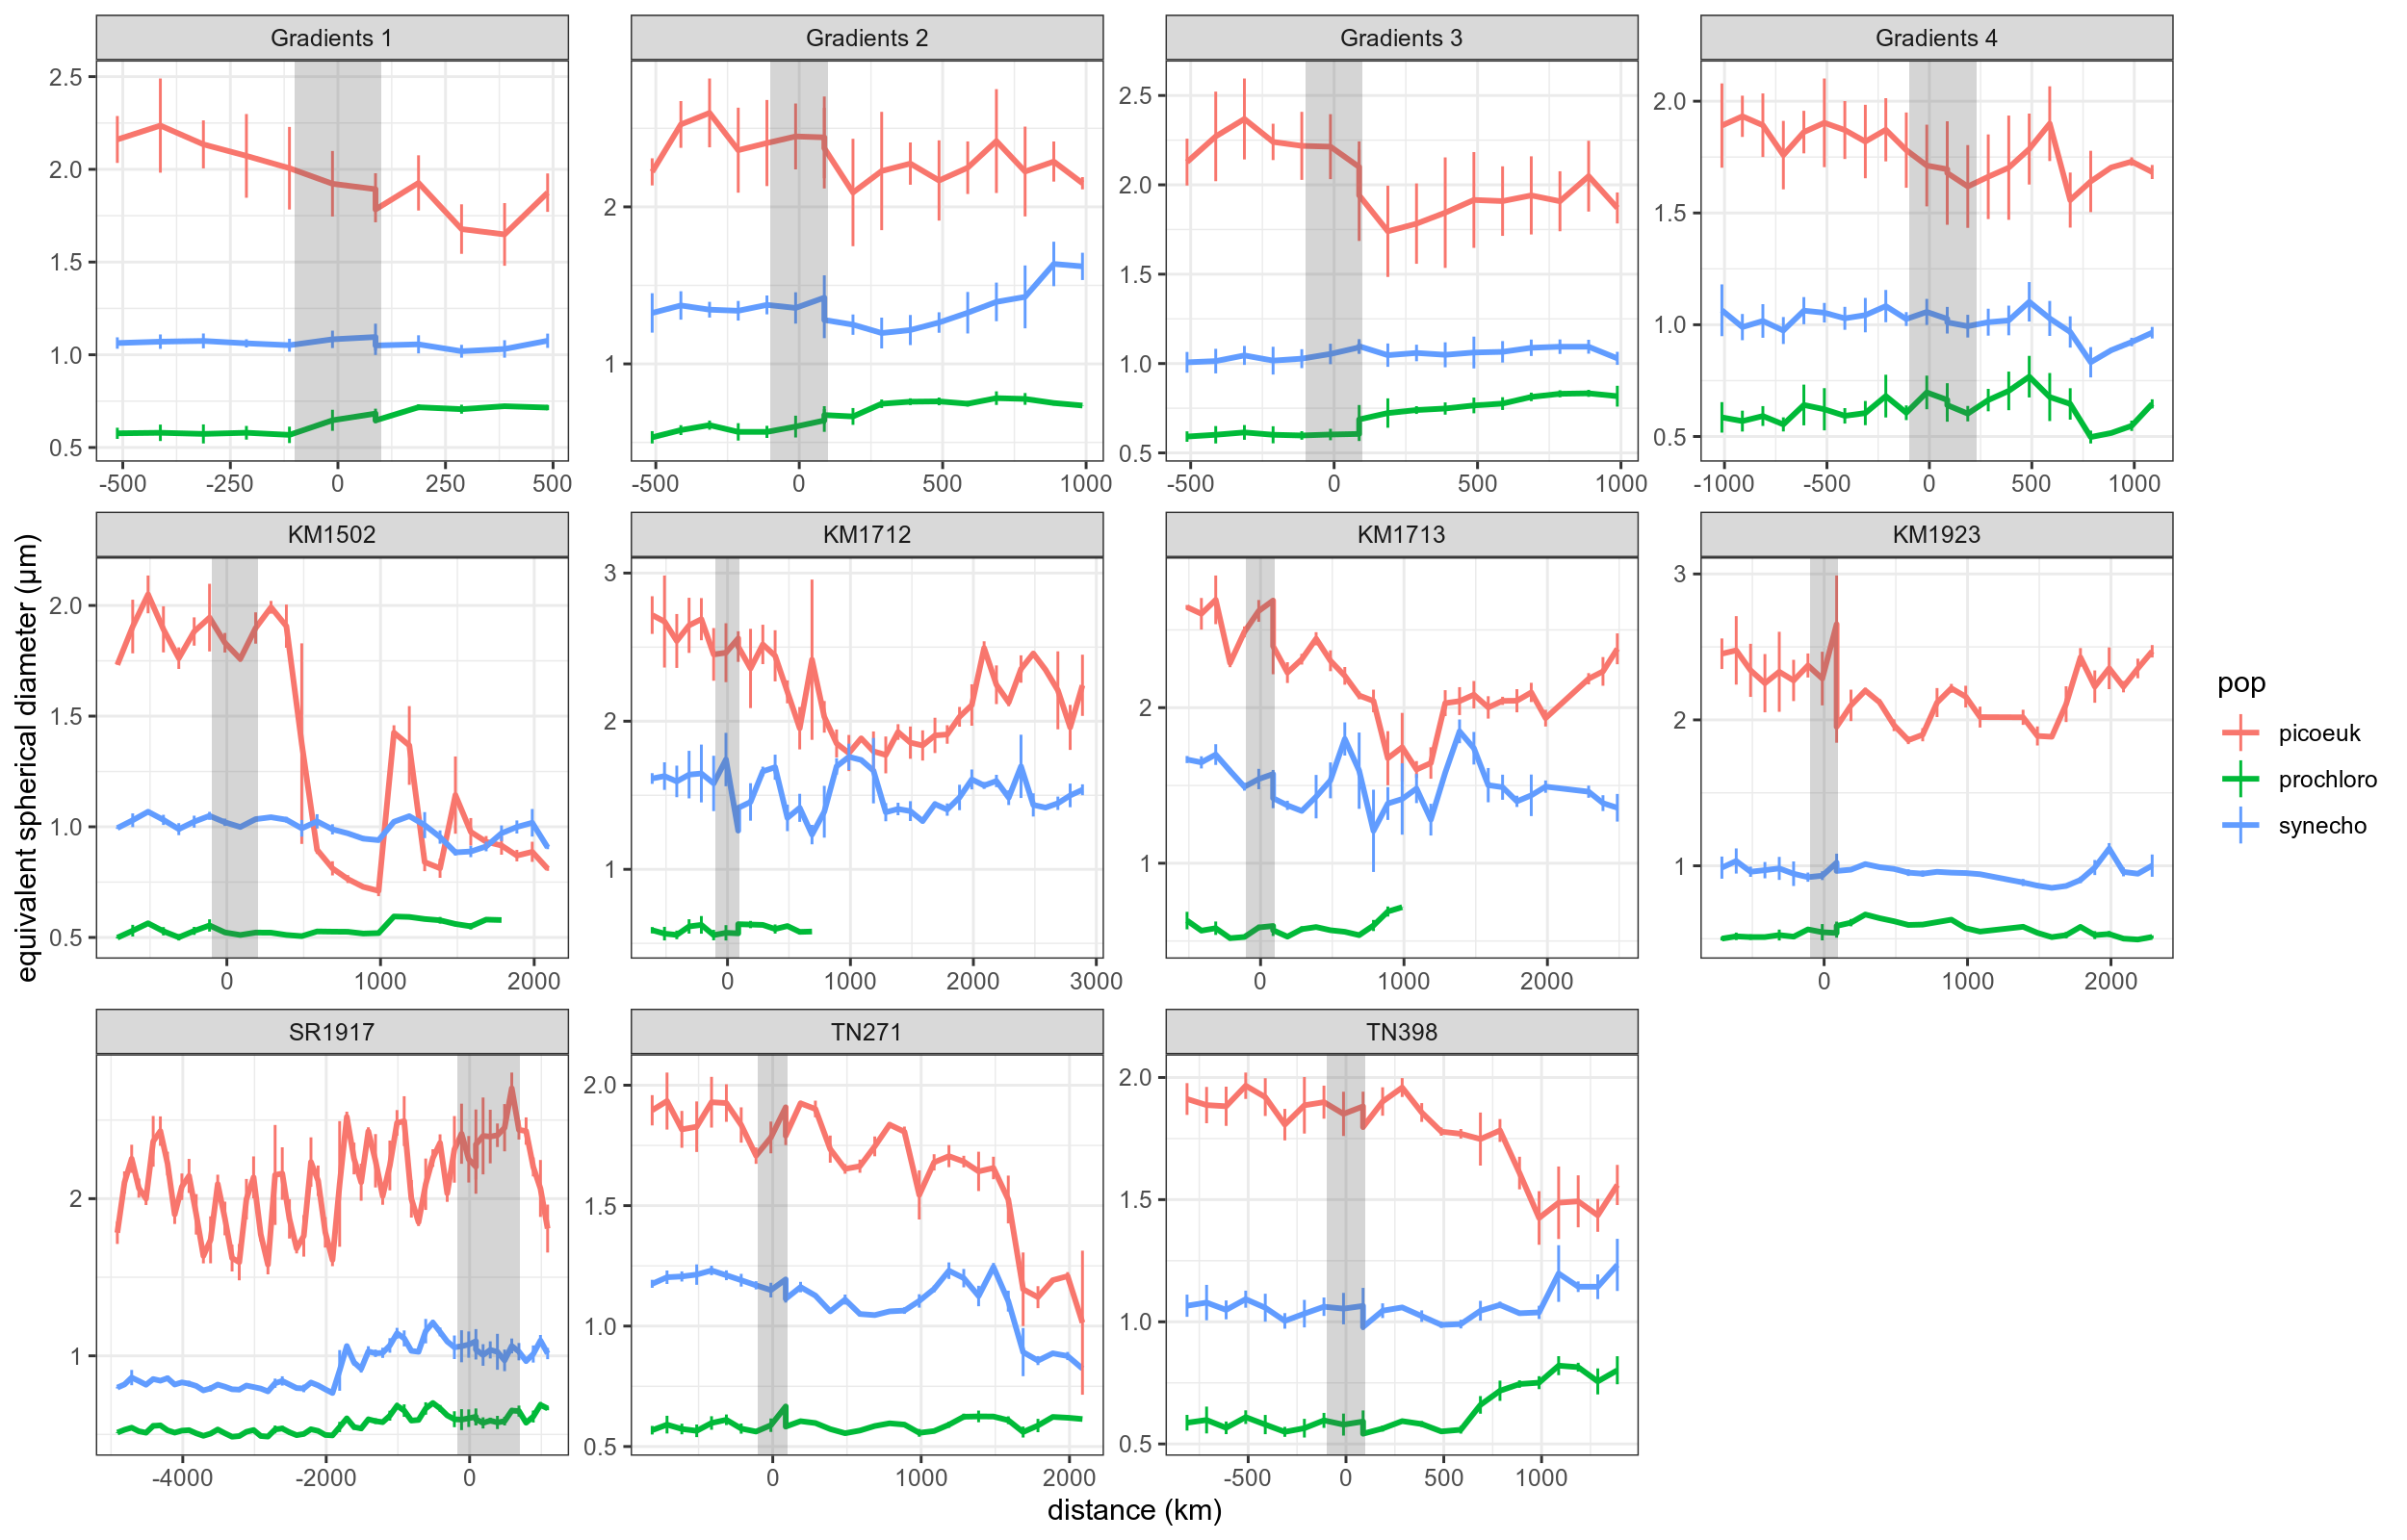 Gradients 1 Gradients 2 Gradients 3 Gradients 4
2.5
2.0
1.5
1.0
0.5
2
1
2.5
2.0
1.5
1.0
0.5
2.0
1.5
1.0
0.5
-500 -250 0 250 500
-500 0 500 1000
-500 0 500 1000
-1000 -500 0 500 1000
KM1502 KM1712 KM1713 KM1923
2.0
1.5
1.0
0.5
3
2
1
2
1
3
2
1
0 1000 2000
0 1000 2000 3000
0 1000 2000
0 1000 2000
SR1917 TN271 TN398
2
1
2.0
1.5
1.0
0.5
2.0
1.5
1.0
0.5
-4000 -2000 0
0 1000 2000
-500 0 500 1000
distance (km)
equivalent spherical diameter (μm)
pop
picoeuk
prochloro
synecho